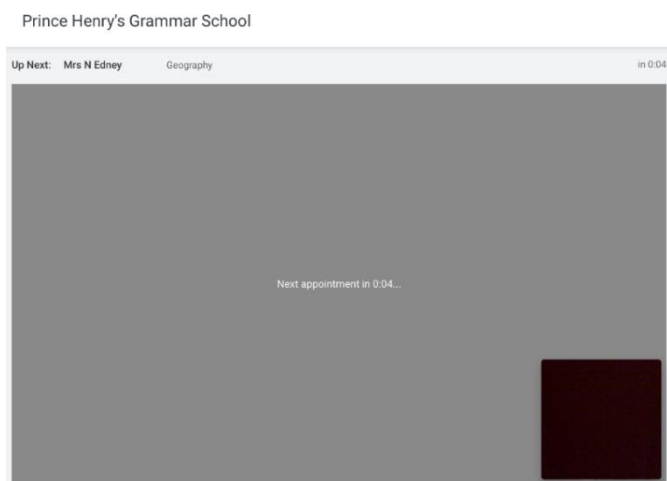 Prince Henry's Grammar School
Up Next: Mrs N Edney Geography in 0:04
Next appointment in 0:04...